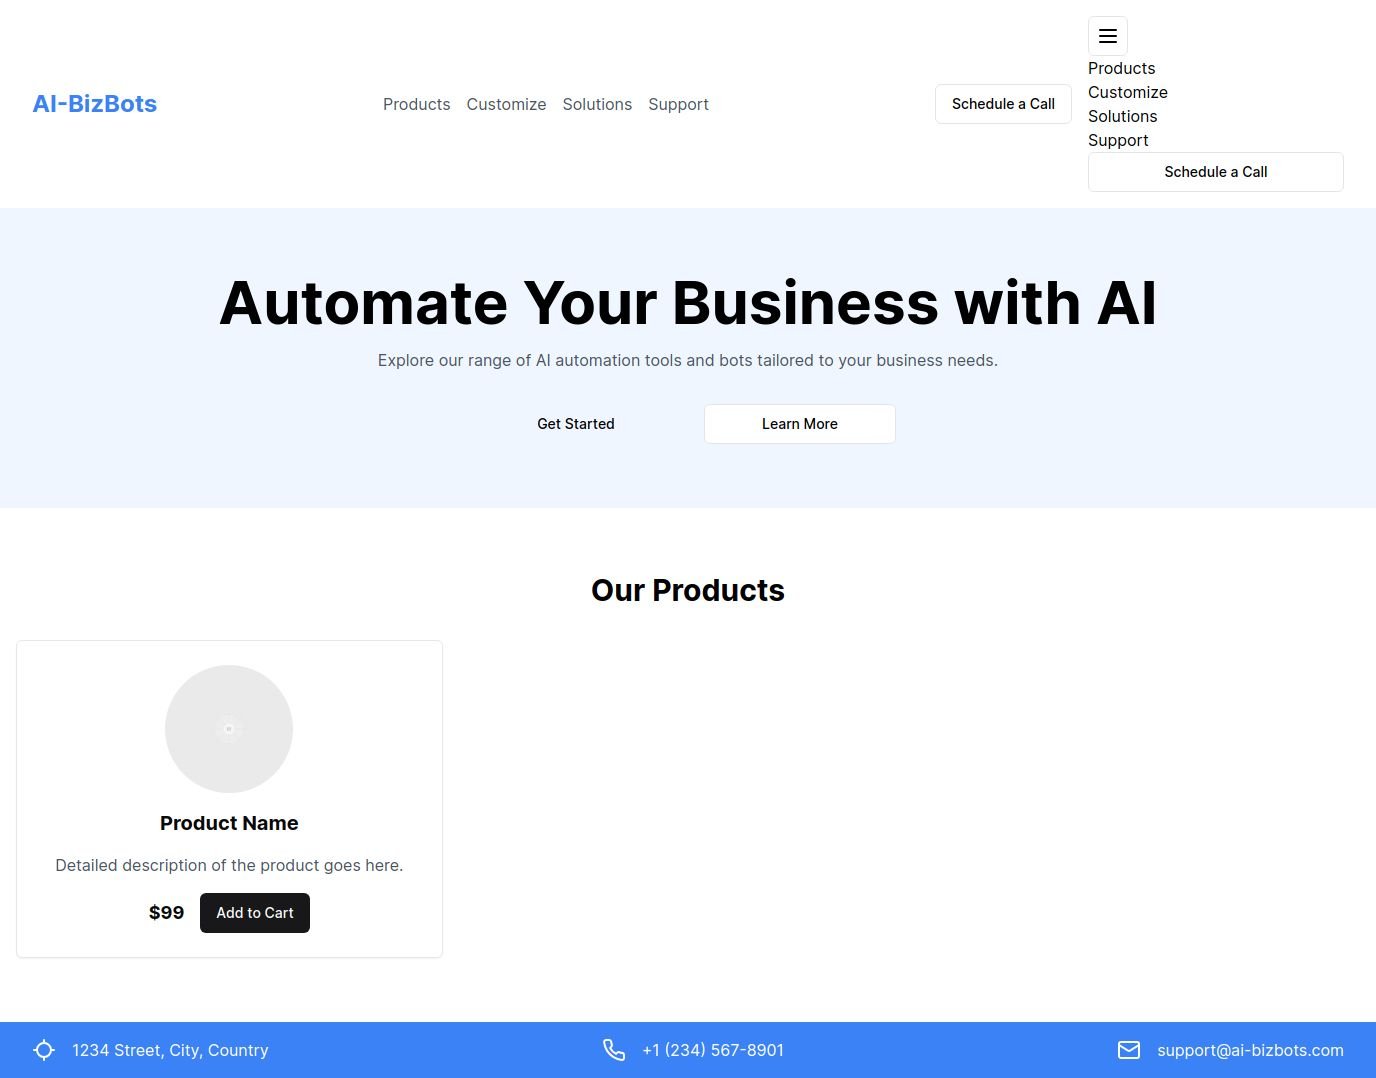 AI-BizBots
Products Customize Solutions Support
Schedule a Call
Products
Customize
Solutions
Support
Schedule a Call
Automate Your Business with AI
Explore our range of AI automation tools and bots tailored to your business needs.
Get Started
Learn More
Our Products
Product Name
Detailed description of the product goes here.
$99
Add to Cart
1234 Street, City, Country
+1 (234) 567-8901
support@ai-bizbots.com